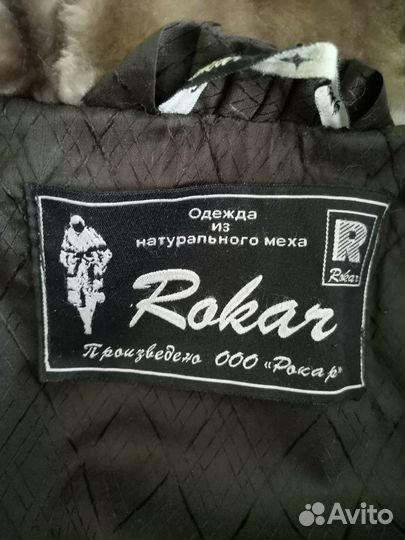 Одежда
из
натурального меха
R
Rokar
Rokar
Произведено ООО «Рокар»
Avito